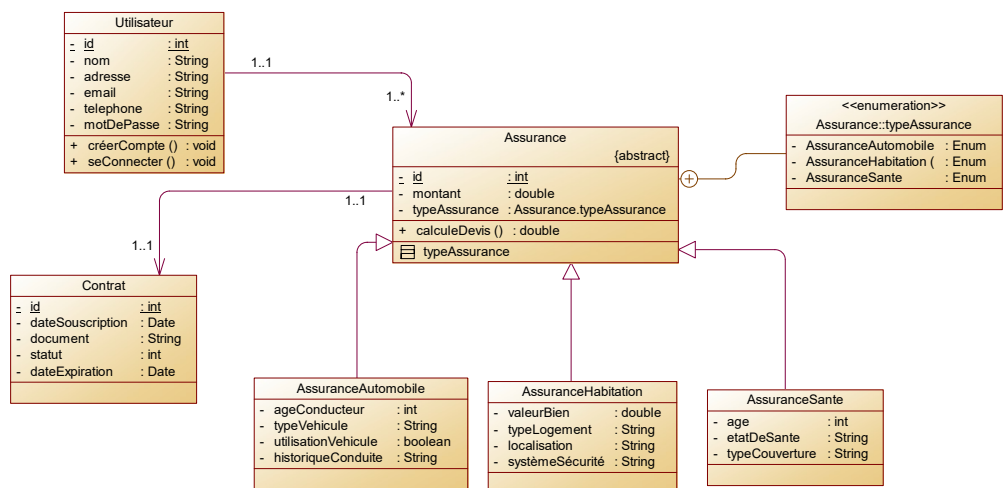 Utilisateur
- id : int
- nom : String
- adresse : String
- email : String
- telephone : String
- motDePasse : String
+ créerCompte () : void
+ seConnecter () : void
1..1
1..*
<<enumeration>>
Assurance::typeAssurance
- AssuranceAutomobile : Enum
- AssuranceHabitation ( : Enum
- AssuranceSante : Enum
Assurance
{abstract}
- id : int
- montant : double
- typeAssurance : Assurance.typeAssurance
+ calculeDevis () : double
typeAssurance
1..1
1..1
Contrat
- id : int
- dateSouscription : Date
- document : String
- statut : int
- dateExpiration : Date
AssuranceAutomobile
- ageConducteur : int
- typeVehicule : String
- utilisationVehicule : boolean
- historiqueConduite : String
AssuranceHabitation
- valeurBien : double
- typeLogement : String
- localisation : String
- systèmeSécurité : String
AssuranceSante
- age : int
- etatDeSante : String
- typeCouverture : String